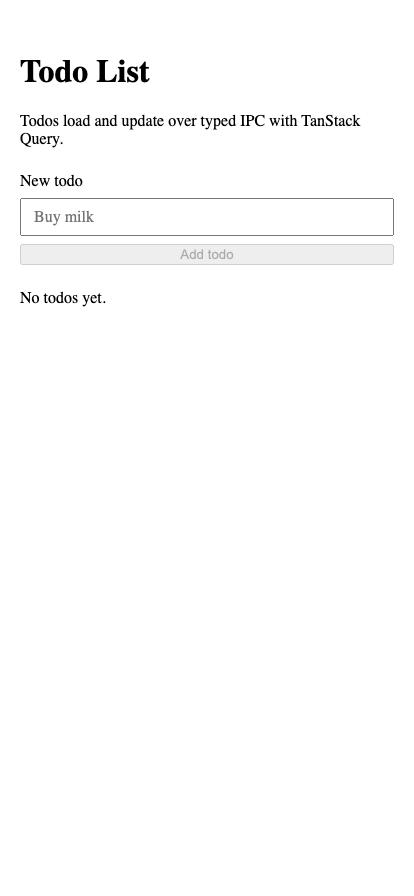 Todo List
Todos load and update over typed IPC with TanStack
Query.
New todo
Buy milk
Add todo
No todos yet.